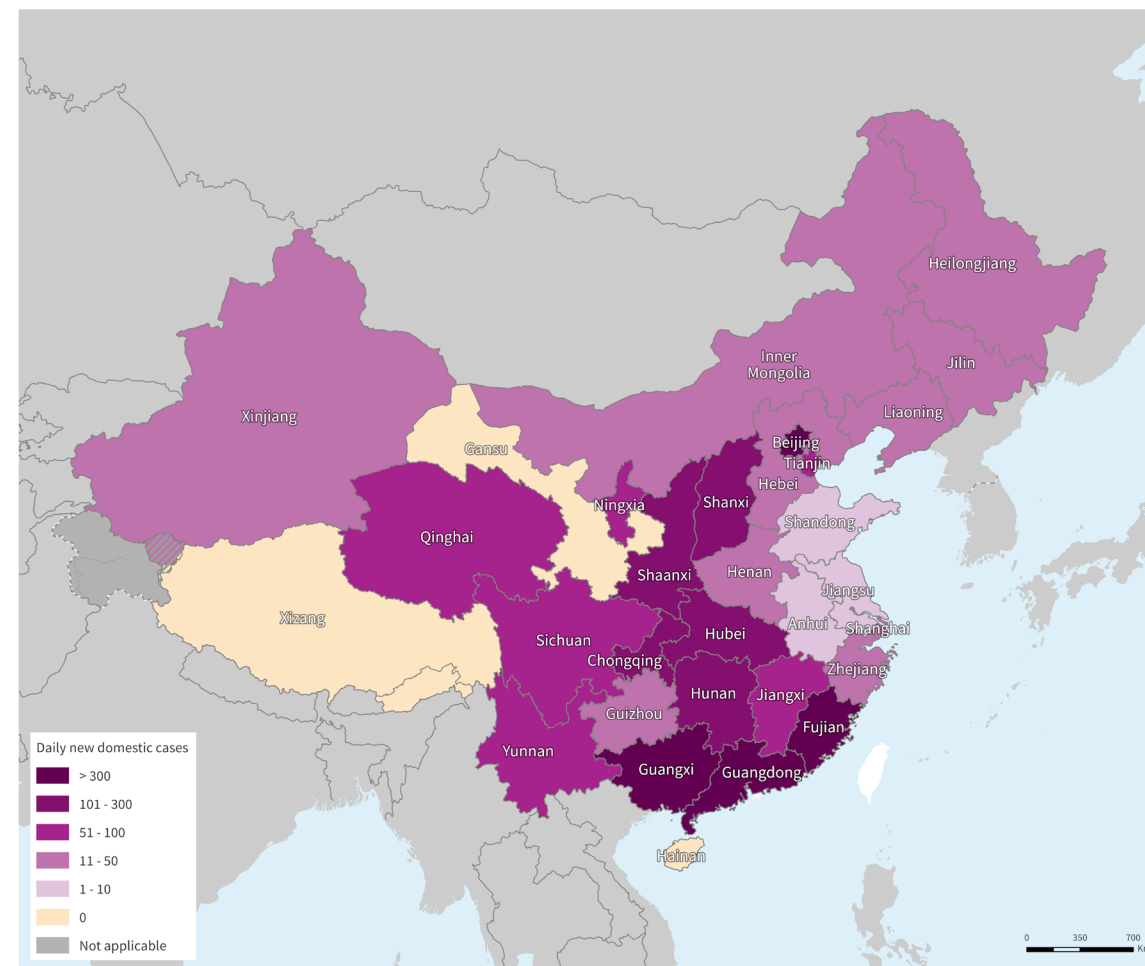 Heilongjiang
Inner
Mongolia
Jilin
Liaoning
Xinjiang
Beijing
Gansu
Tianjin
Hebei
Ningxia
Shanxi
Shandong
Qinghai
Henan
Shaanxi
Jiangsu
Xizang
Anhui
Shanghai
Hubei
Sichuan
Chongqing
Zhejiang
Hunan
Jiangxi
Guizhou
Fujian
Yunnan
Guangxi
Guangdong
Hainan
Daily new domestic cases
> 300
101 - 300
51 - 100
11 - 50
1 - 10
0
Not applicable
0 350 700